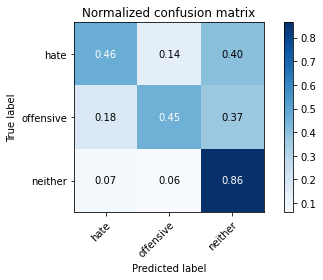 Normalized confusion matrix
True label
hate
0.46 0.14 0.40
offensive
0.18 0.45 0.37
neither
0.07 0.06 0.86
hate
offensive
neither
Predicted label
0.8
0.7
0.6
0.5
0.4
0.3
0.2
0.1